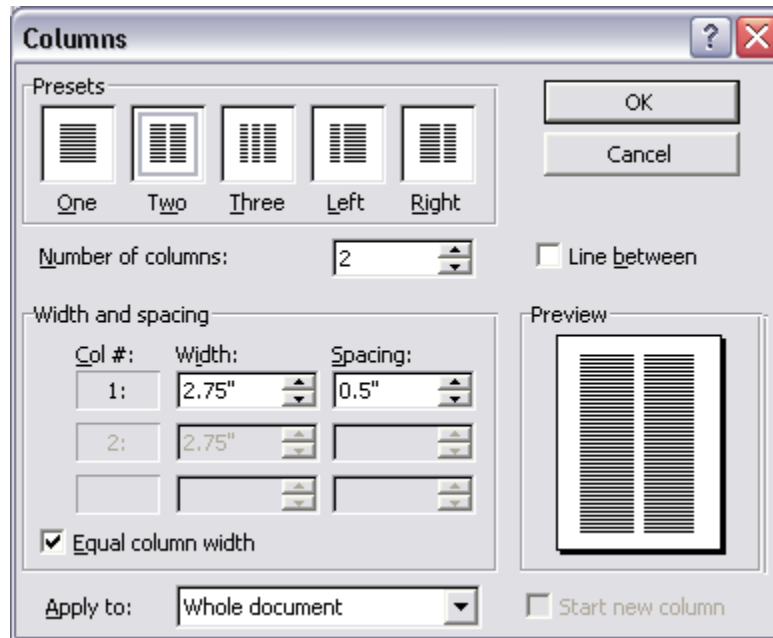 Columns
Presets
OK
Cancel
One Two Three Left Right
Number of columns: 2 Line between
Width and spacing Preview
Col #: Width: Spacing:
1: 2.75" 0.5"
2: 2.75"
Equal column width
Apply to: Whole document Start new column